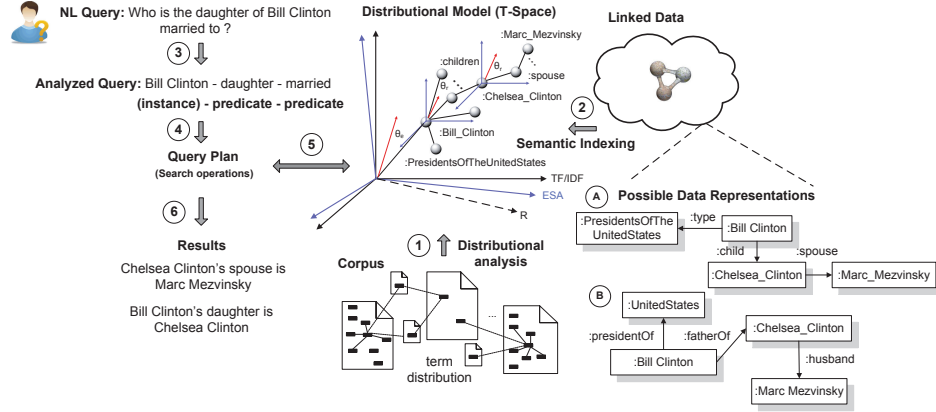 NL Query: Who is the daughter of Bill Clinton
married to ?
3
Analyzed Query: Bill Clinton - daughter - married
(instance) - predicate - predicate
4
Query Plan
(Search operations)
5
6
Results
Chelsea Clinton's spouse is
Marc Mezvinsky
Bill Clinton's daughter is
Chelsea Clinton
Distributional Model (T-Space)
:Marc_Mezvinsky
:children
θr
θr
:spouse
:Chelsea_Clinton
θe
:Bill_Clinton
:PresidentsOfTheUnitedStates
TF/IDF
ESA
R
1
Distributional
analysis
Corpus
...
term
distribution
Linked Data
2
Semantic Indexing
A
Possible Data Representations
:PresidentsOfThe
UnitedStates
:type
:Bill Clinton
:child
:spouse
:Chelsea_Clinton
:Marc_Mezvinsky
B
:UnitedStates
:presidentOf
:fatherOf
:Chelsea_Clinton
:Bill Clinton
:husband
:Marc Mezvinsky